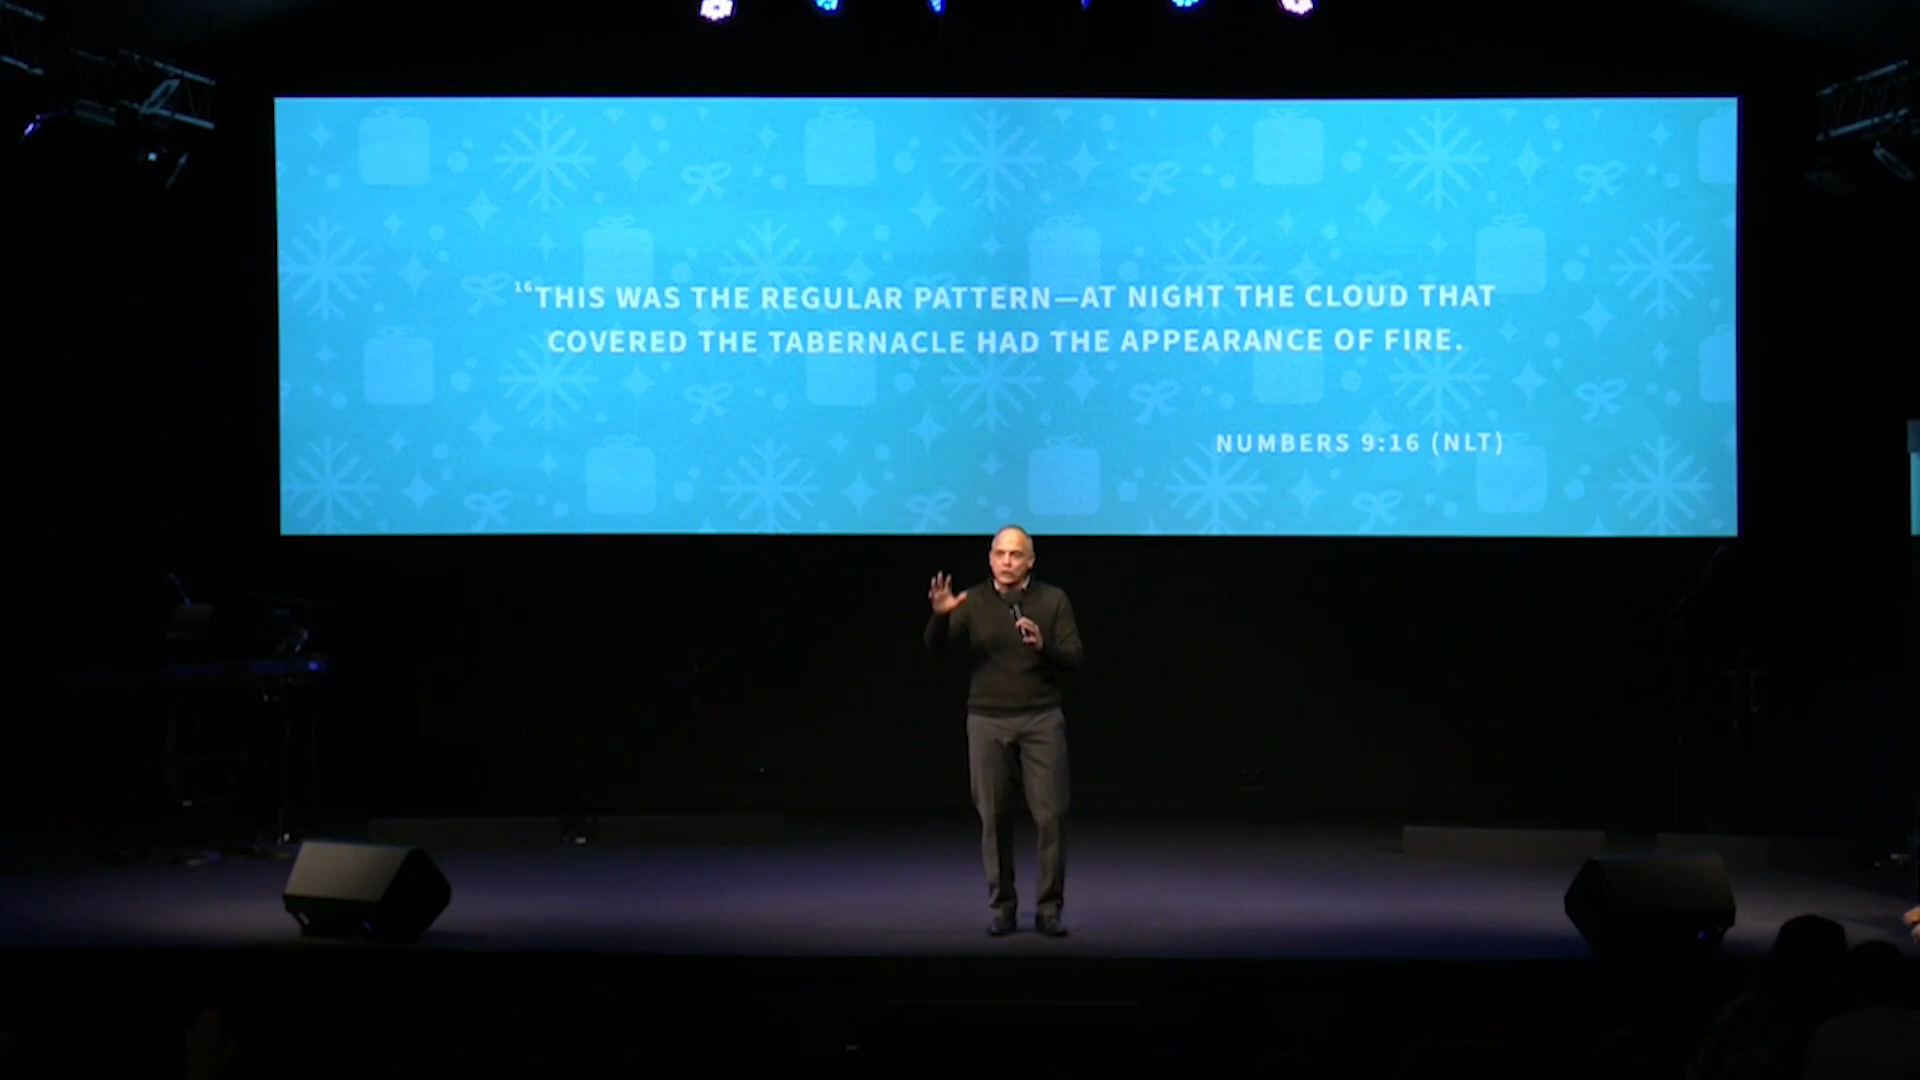 ¹⁶THIS WAS THE REGULAR PATTERN—AT NIGHT THE CLOUD THAT
COVERED THE TABERNACLE HAD THE APPEARANCE OF FIRE.
NUMBERS 9:16 (NLT)